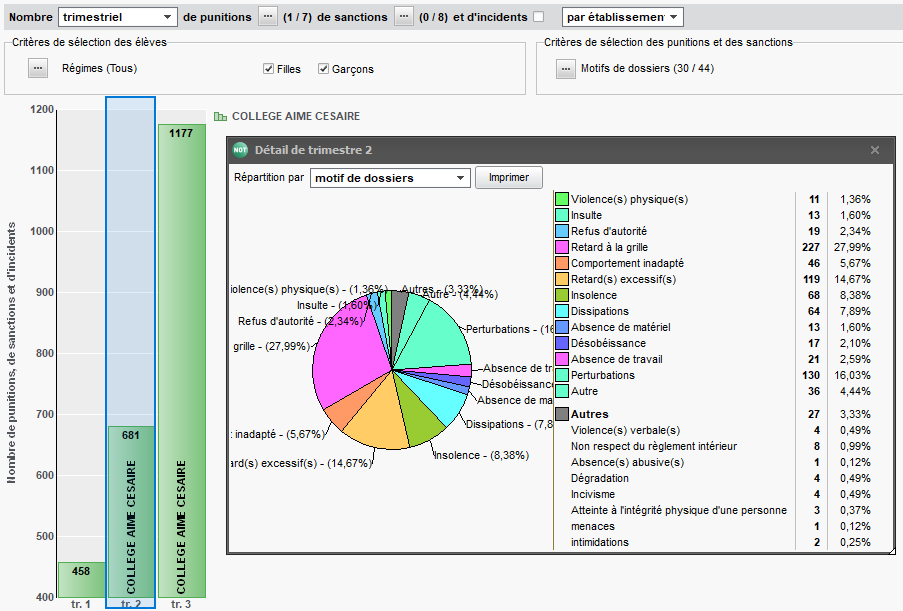 Nombre trimestriel de punitions ... (1 / 7) de sanctions ... (0 / 8) et d'incidents par établissement
Critères de sélection des élèves
... Régimes (Tous) Filles Garçons
Critères de sélection des punitions et des sanctions
... Motifs de dossiers (30 / 44)
Nombre de punitions, de sanctions et d'incidents
1200
1100
1000
900
800
700
600
500
400
458
681
COLLEGE AIME CESAIRE
1177
COLLEGE AIME CESAIRE
tr. 1
tr. 2
tr. 3
COLLEGE AIME CESAIRE
NOT Détail de trimestre 2
Répartition par motif de dossiers Imprimer
iolence(s) physique(s) - (1,36%)
Autres - (3,33%)
Autre - (4,44%)
Insulte - (1,60%)
Refus d'autorité - (2,34%)
Perturbations - (16
grille - (27,99%)
Absence de tr
Désobéissance
Absence de ma
Dispositions - (7,8
inadapté - (5,67%)
Insolence - (8,38%)
ard(s) excessif(s) - (14,67%)
Violence(s) physique(s) 11 1,36%
Insulte 13 1,60%
Refus d'autorité 19 2,34%
Retard à la grille 227 27,99%
Comportement inadapté 46 5,67%
Retard(s) excessif(s) 119 14,67%
Insolence 68 8,38%
Dissipations 64 7,89%
Absence de matériel 13 1,60%
Désobéissance 17 2,10%
Absence de travail 21 2,59%
Perturbations 130 16,03%
Autre 36 4,44%
Autres 27 3,33%
Violence(s) verbale(s) 4 0,49%
Non respect du règlement intérieur 8 0,99%
Absence(s) abusive(s) 1 0,12%
Dégradation 4 0,49%
Incivisme 4 0,49%
Atteinte à l'intégrité physique d'une personne 3 0,37%
menaces 1 0,12%
intimidations 2 0,25%